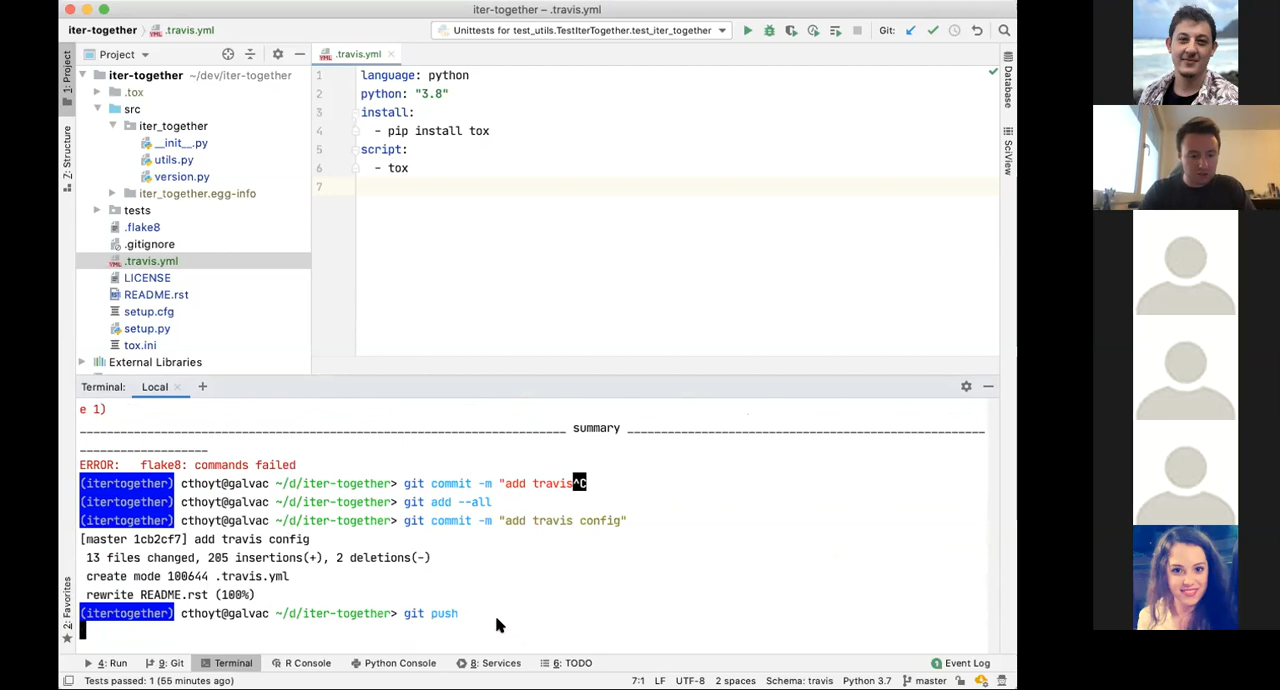 iter-together – .travis.yml
iter-together
.travis.yml
Unittests for test_utils.TestIterTogether.test_iter_together
Git:
1: Project
Project
.travis.yml
Database
SciView
Z: Structure
2: Favorites
iter-together ~/dev/iter-together
.tox
src
iter_together
__init__.py
utils.py
version.py
iter_together.egg-info
tests
.flake8
.gitignore
.travis.yml
LICENSE
README.rst
setup.cfg
setup.py
tox.ini
External Libraries
1 language: python
2 python: "3.8"
3 install:
4 - pip install tox
5 script:
6 - tox
7
Terminal: Local +
e 1)
summary
ERROR: flake8: commands failed
(itertogether) cthoyt@galvac ~/d/iter-together> git commit -m "add travis^C
(itertogether) cthoyt@galvac ~/d/iter-together> git add --all
(itertogether) cthoyt@galvac ~/d/iter-together> git commit -m "add travis config"
[master 1cb2cf7] add travis config
13 files changed, 205 insertions(+), 2 deletions(-)
create mode 100644 .travis.yml
rewrite README.rst (100%)
(itertogether) cthoyt@galvac ~/d/iter-together> git push
4: Run
9: Git
Terminal
R Console
Python Console
8: Services
6: TODO
1 Event Log
Tests passed: 1 (55 minutes ago)
7:1 LF UTF-8 2 spaces Schema: travis Python 3.7 master